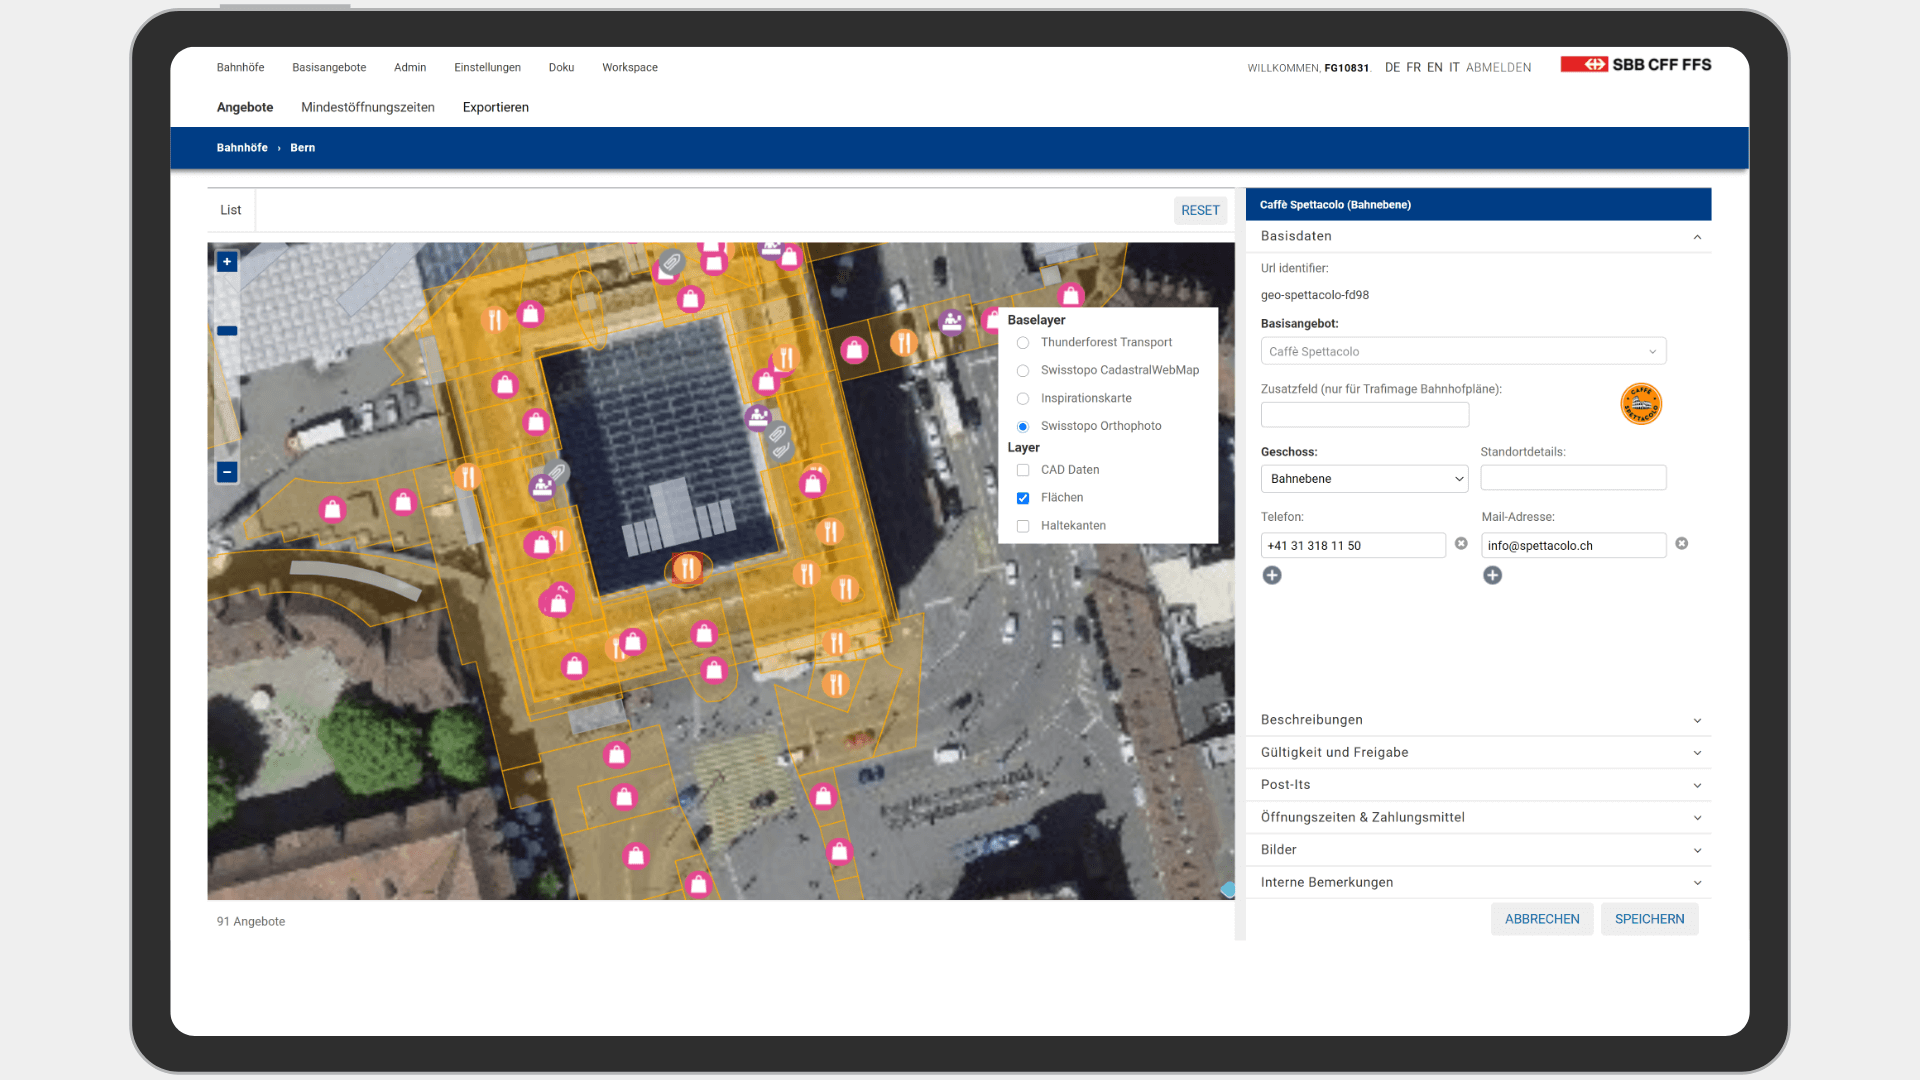 Bahnhöfe Basisangebote Admin Einstellungen Doku Workspace
WILLKOMMEN, FG10831. DE FR EN IT ABMELDEN
SBB CFF FFS
Angebote Mindestöffnungszeiten Exportieren
Bahnhöfe › Bern
List
RESET
+
−
Baselayer
Thunderforest Transport
Swisstopo CadastralWebMap
Inspirationskarte
Swisstopo Orthophoto
Layer
CAD Daten
Flächen
Haltekanten
91 Angebote
Caffè Spettacolo (Bahnebene)
Basisdaten
Url identifier:
geo-spettacolo-fd98
Basisangebot:
Caffè Spettacolo
Zusatzfeld (nur für Trafimage Bahnhofpläne):
CAFFÈ
SPETTACOLO
Geschoss: Standortdetails:
Bahnebene
Telefon: Mail-Adresse:
+41 31 318 11 50 info@spettacolo.ch
Beschreibungen
Gültigkeit und Freigabe
Post-Its
Öffnungszeiten & Zahlungsmittel
Bilder
Interne Bemerkungen
ABBRECHEN SPEICHERN